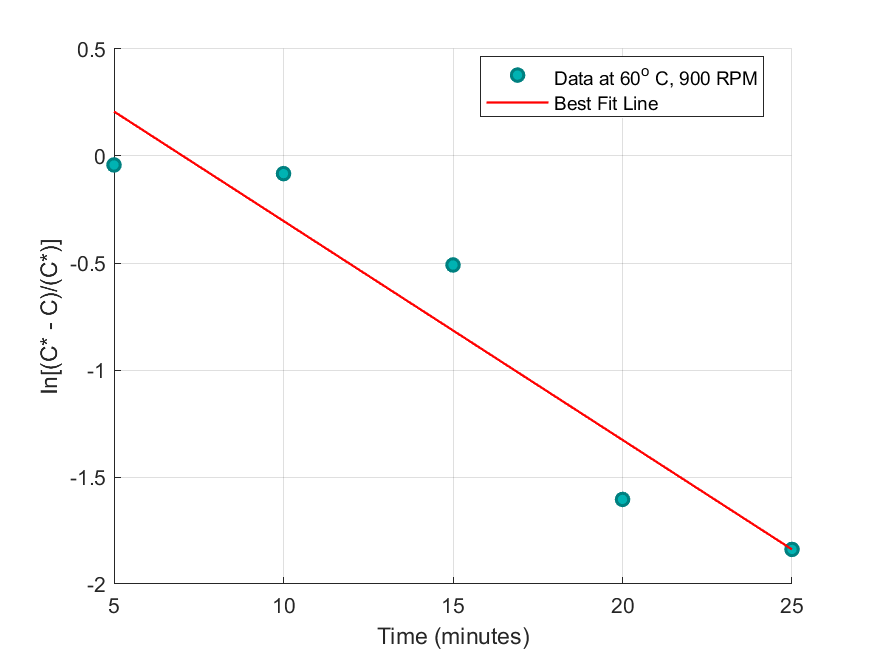 0.5
0
-0.5
-1
-1.5
-2
ln[(C* - C)/(C*)]
Data at 60o C, 900 RPM
Best Fit Line
5
10
15
20
25
Time (minutes)